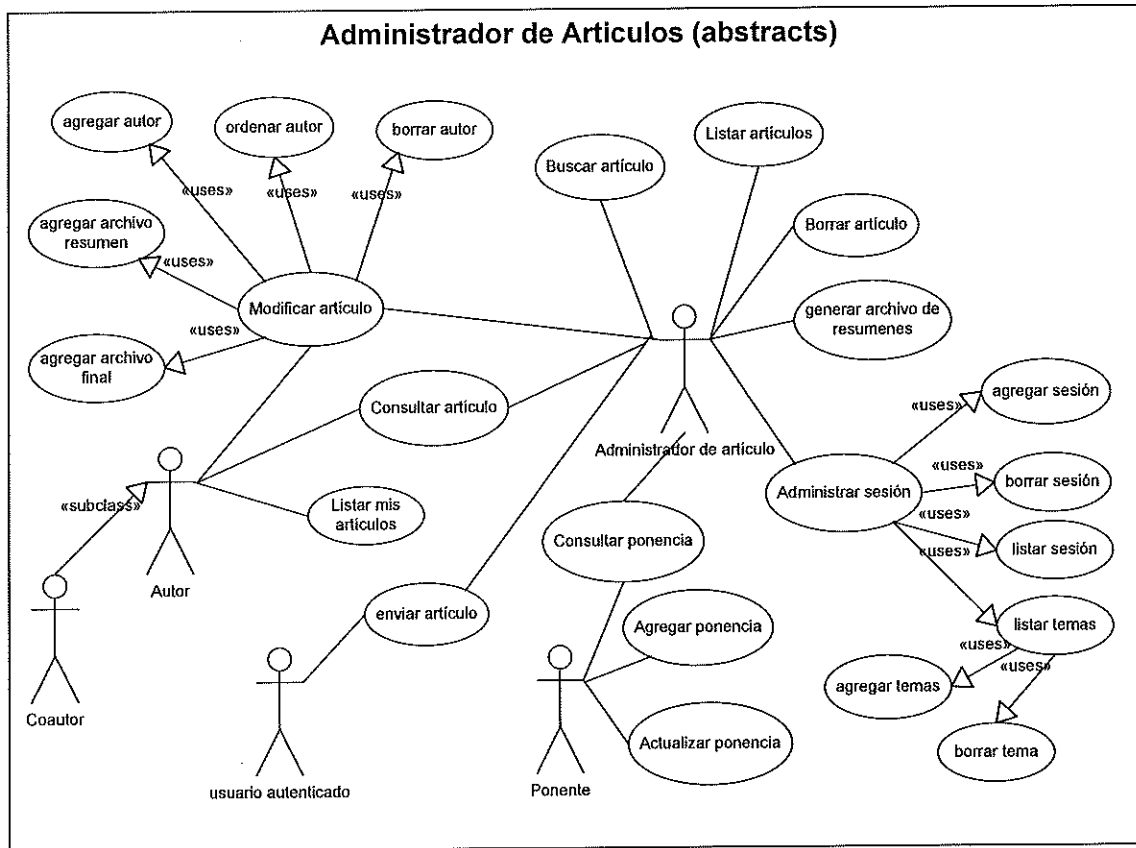 Administrador de Articulos (abstracts)
agregar autor
ordenar autor
borrar autor
Buscar artículo
Listar artículos
«uses»
«uses»
«uses»
agregar archivo
resumen
«uses»
Borrar artículo
Modificar artículo
generar archivo de
resumenes
«uses»
agregar archivo
final
Consultar artículo
agregar sesión
«uses»
Administrador de artículo
«subclass»
Listar mis
artículos
Administrar sesión
«uses»
borrar sesión
«uses»
Consultar ponencia
«uses»
listar sesión
Autor
enviar artículo
Agregar ponencia
listar temas
«uses»
«uses»
agregar temas
Coautor
Actualizar ponencia
borrar tema
usuario autenticado
Ponente